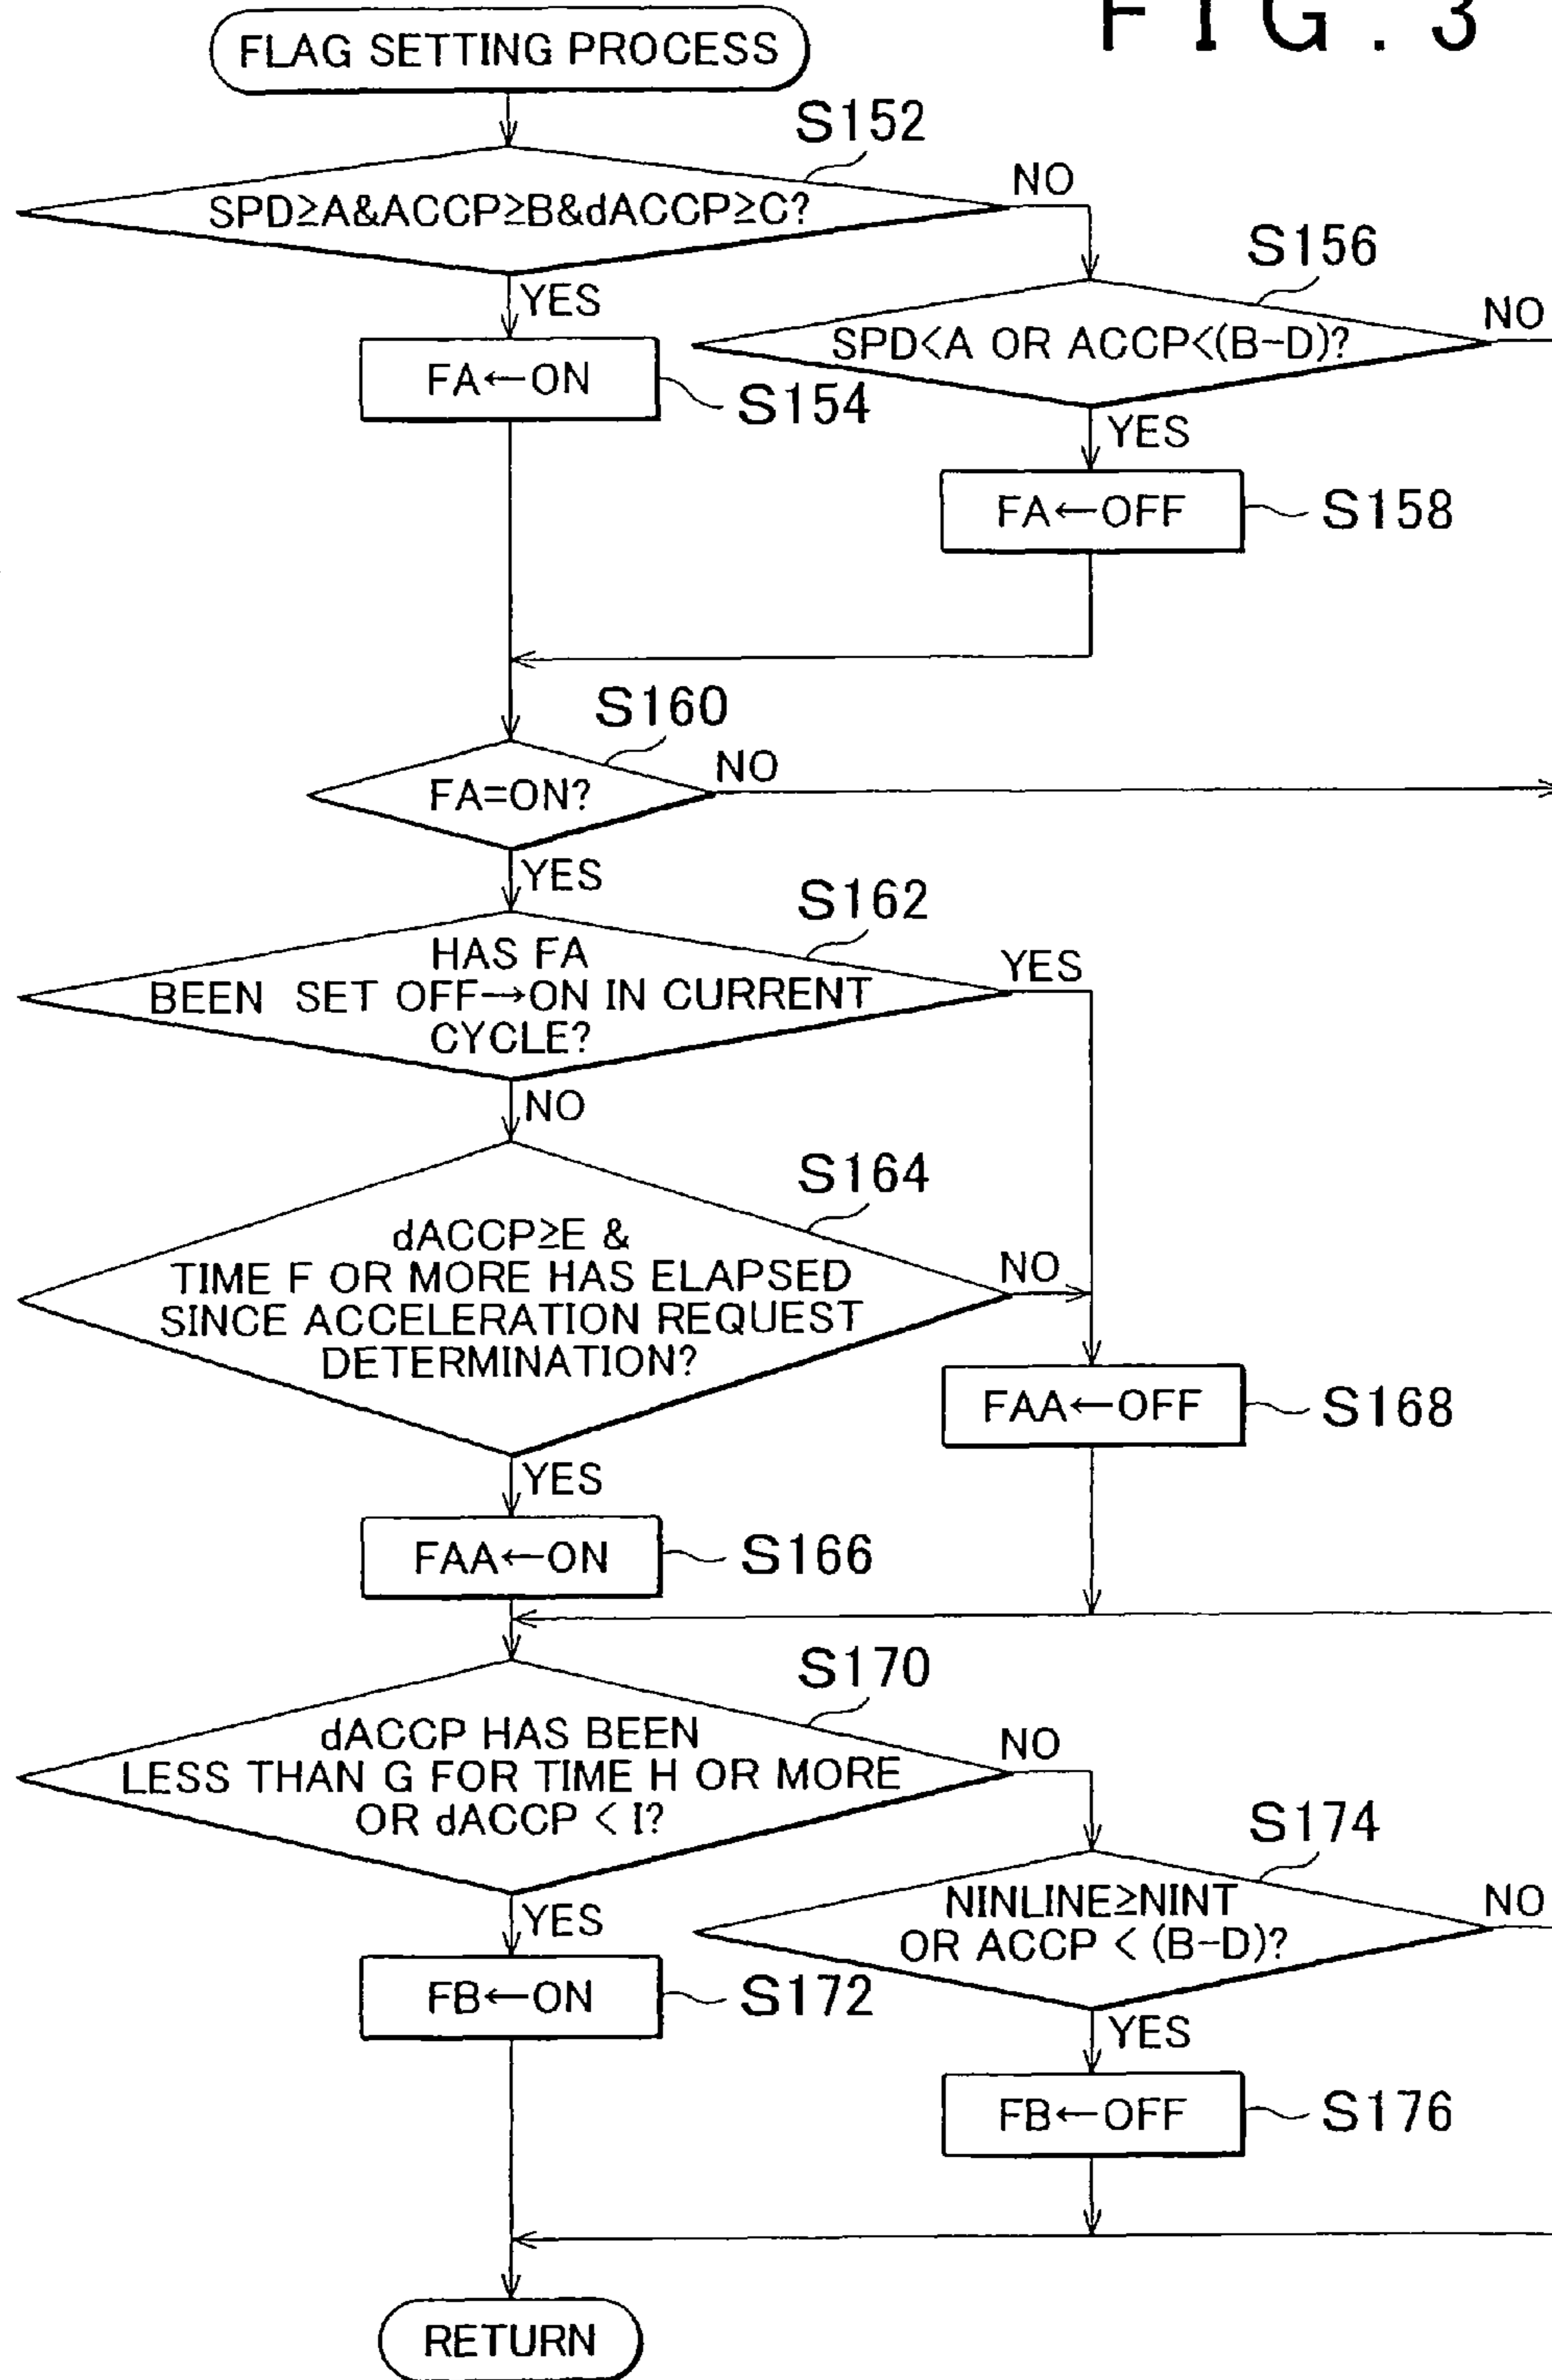 FIG. 3
FLAG SETTING PROCESS
S152
SPD≥A&ACCP≥B&dACCP≥C?
NO
YES
S156
SPD<A OR ACCP<(B-D)?
NO
YES
FA←ON
S154
FA←OFF
S158
S160
FA=ON?
NO
YES
S162
HAS FA
BEEN SET OFF→ON IN CURRENT
CYCLE?
YES
NO
S164
dACCP≥E &
TIME F OR MORE HAS ELAPSED
SINCE ACCELERATION REQUEST
DETERMINATION?
NO
YES
FAA←OFF
S168
FAA←ON
S166
S170
dACCP HAS BEEN
LESS THAN G FOR TIME H OR MORE
OR dACCP < I?
NO
YES
S174
NINLINE≥NINT
OR ACCP < (B-D)?
NO
YES
FB←ON
S172
FB←OFF
S176
RETURN